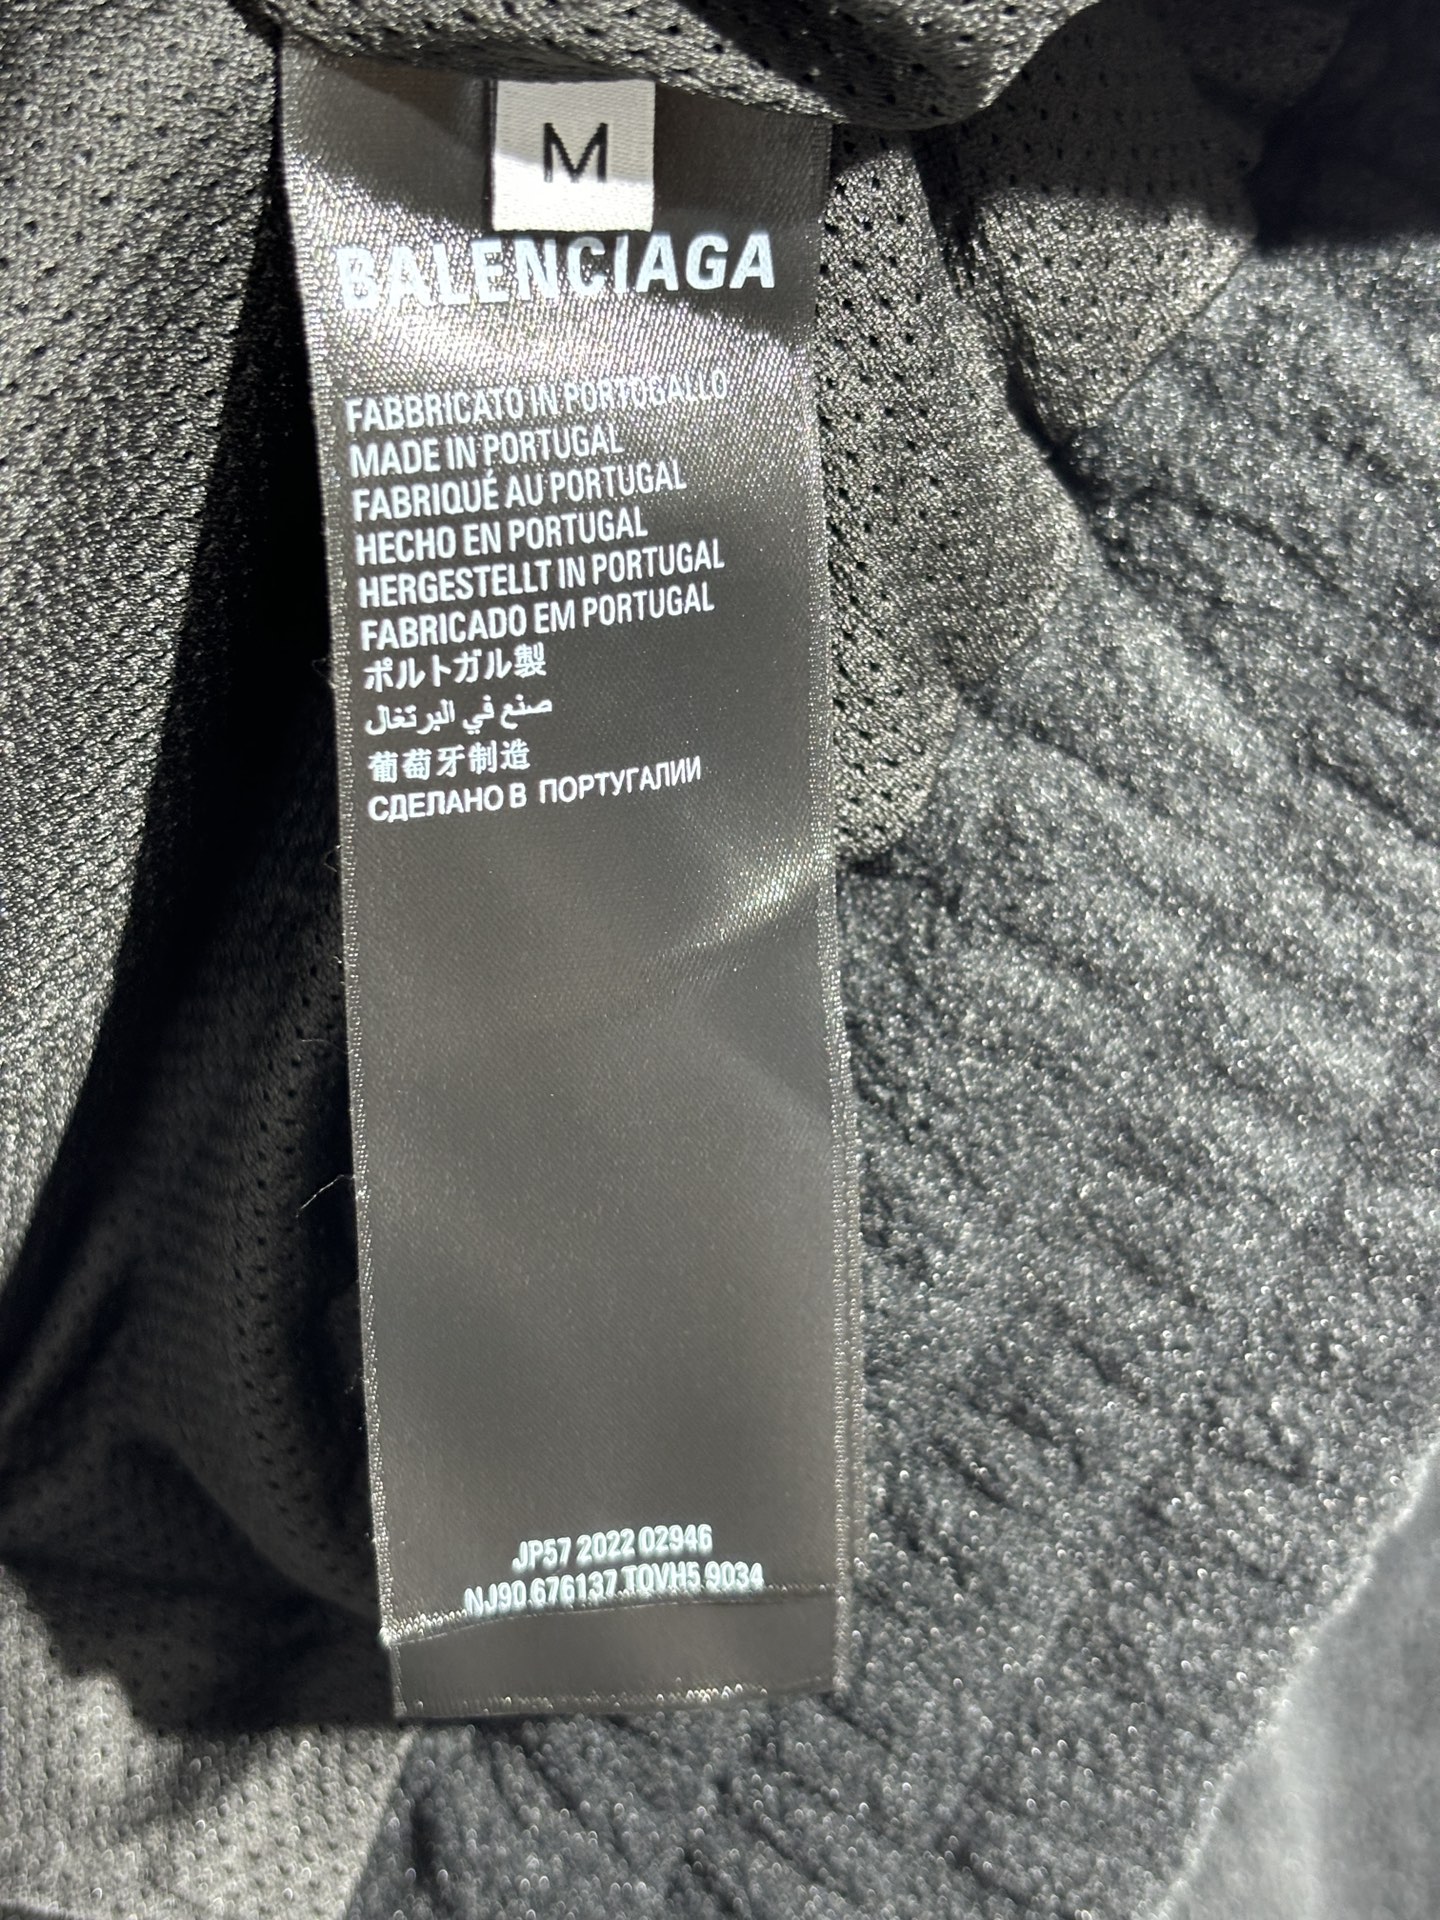 M
BALENCIAGA
FABBRICATO IN PORTOGALLO
MADE IN PORTUGAL
FABRIQUÉ AU PORTUGAL
HECHO EN PORTUGAL
HERGESTELLT IN PORTUGAL
FABRICADO EM PORTUGAL
ポルトガル製
صنع في البرتغال
葡萄牙制造
СДЕЛАНО В ПОРТУГАЛИИ
JP57 2022 02946
NJ90 676137 TQVH5 9034